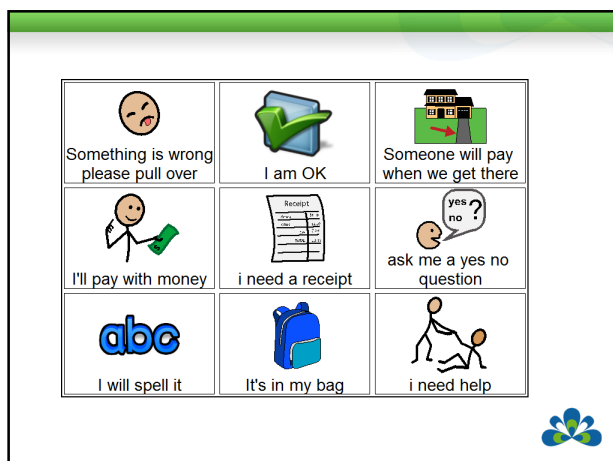 Something is wrong
please pull over
I am OK
Someone will pay
when we get there
I'll pay with money
Receipt
i need a receipt
yes
no
?
ask me a yes no
question
abc
I will spell it
It's in my bag
i need help